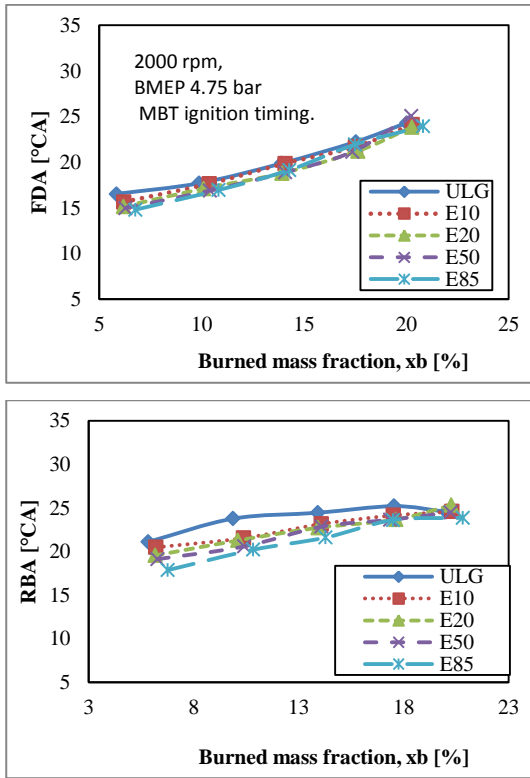 35
30
25
20
15
10
5
FDA [°CA]
2000 rpm,
BMEP 4.75 bar
MBT ignition timing.
ULG
E10
E20
E50
E85
5 10 15 20 25
Burned mass fraction, xb [%]
35
30
25
20
15
10
5
RBA [°CA]
ULG
E10
E20
E50
E85
3 8 13 18 23
Burned mass fraction, xb [%]